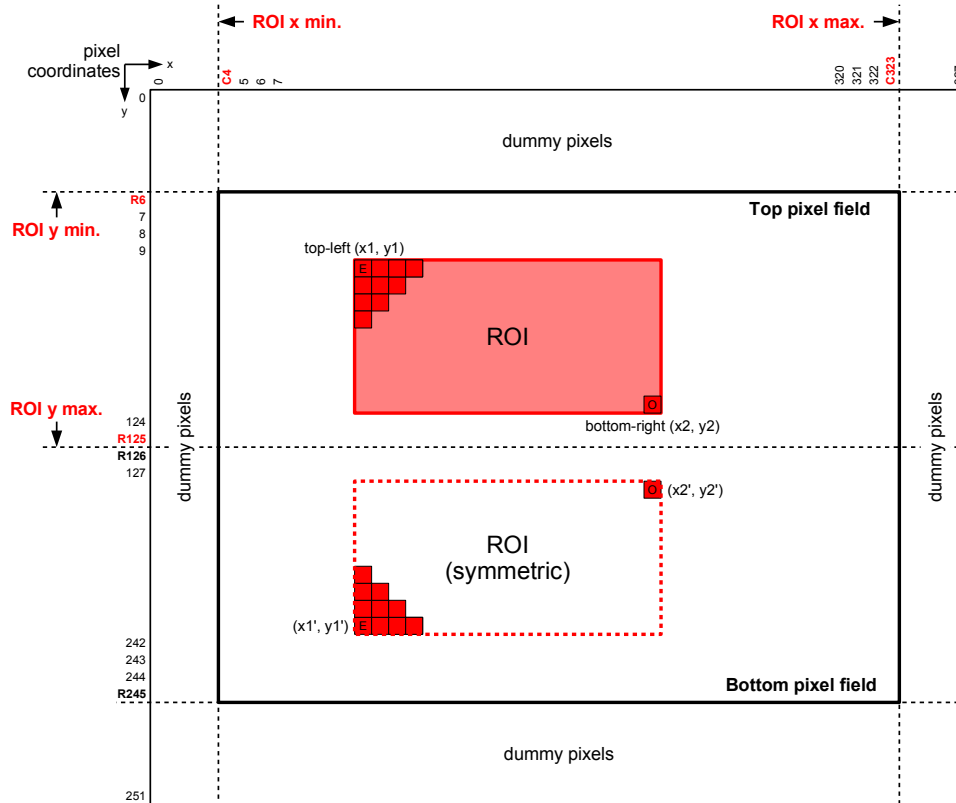 ROI x min.
ROI x max.
pixel
coordinates
x
y
0
C4
5
6
7
320
321
322
C323
0
dummy pixels
R6
7
8
9
ROI y min.
Top pixel field
top-left (x1, y1)
E
ROI
O
bottom-right (x2, y2)
ROI y max.
124
R125
R126
127
dummy pixels
dummy pixels
O
(x2', y2')
ROI
(symmetric)
(x1', y1')
E
242
243
244
R245
Bottom pixel field
dummy pixels
251